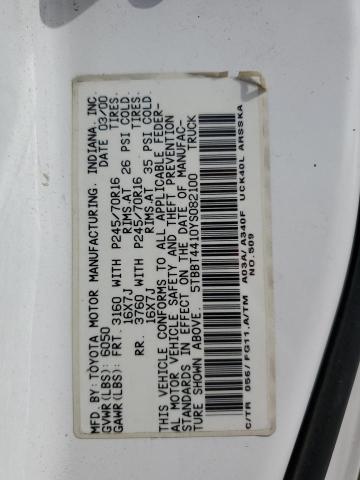 MFD.BY:TOYOTA MOTOR MANUFACTURING. INDIANA,INC.
GVWR(LBS): 6050 DATE 03/00
GAWR(LBS): FRT. 3160 WITH P245/70R16 TIRES.
16X7J RIMS.AT 26 PSI COLD.
RR. 3760 WITH P245/70R16 TIRES.
16X7J RIMS.AT 35 PSI COLD.
THIS VEHICLE CONFORMS TO ALL APPLICABLE FEDER-
AL MOTOR VEHICLE SAFETY AND THEFT PREVENTION
STANDARDS IN EFFECT ON THE DATE OF MANUFAC-
TURE SHOWN ABOVE. 5TBBT4410YS082100 TRUCK
C/TR 056/FG11,A/TM A03A/A340F UCK40L ARSSKA
NO.509